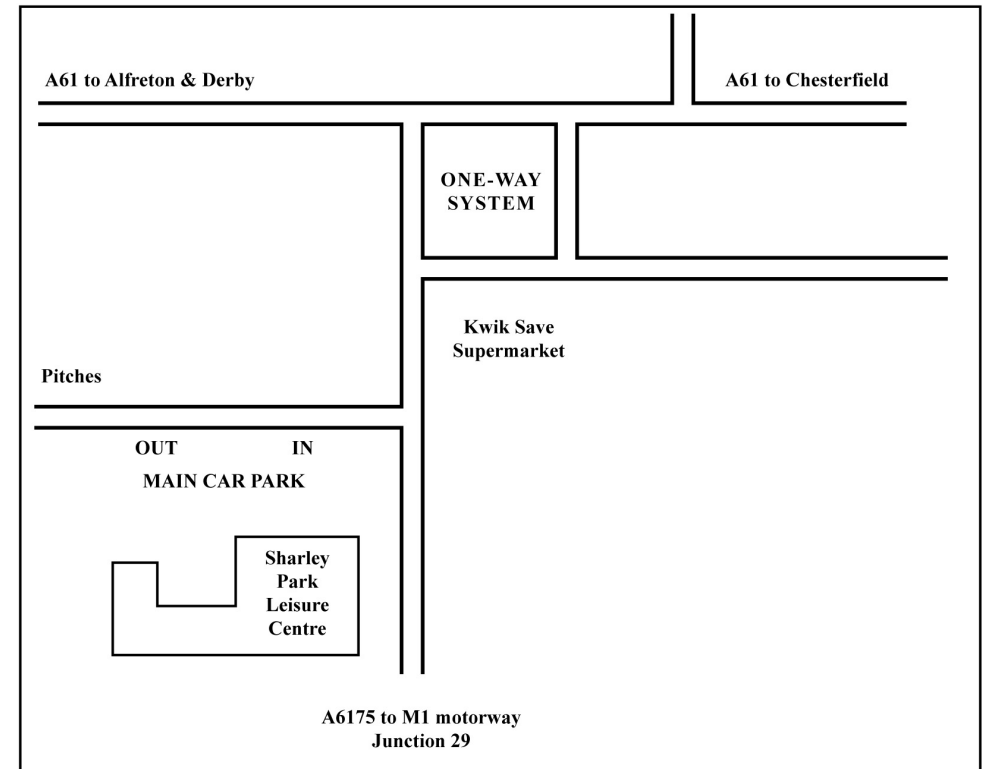 A61 to Alfreton & Derby
A61 to Chesterfield
ONE-WAY
SYSTEM
Kwik Save
Supermarket
Pitches
OUT IN
MAIN CAR PARK
Sharley
Park
Leisure
Centre
A6175 to M1 motorway
Junction 29